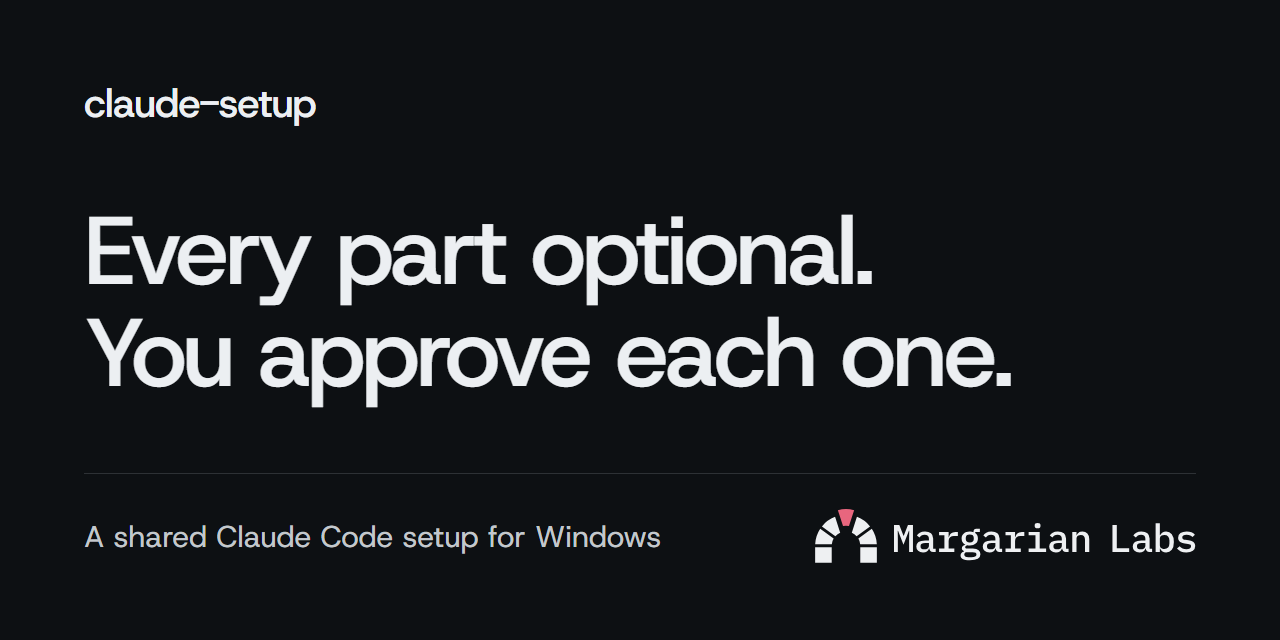 claude-setup
Every part optional.
You approve each one.
A shared Claude Code setup for Windows
Margarian Labs